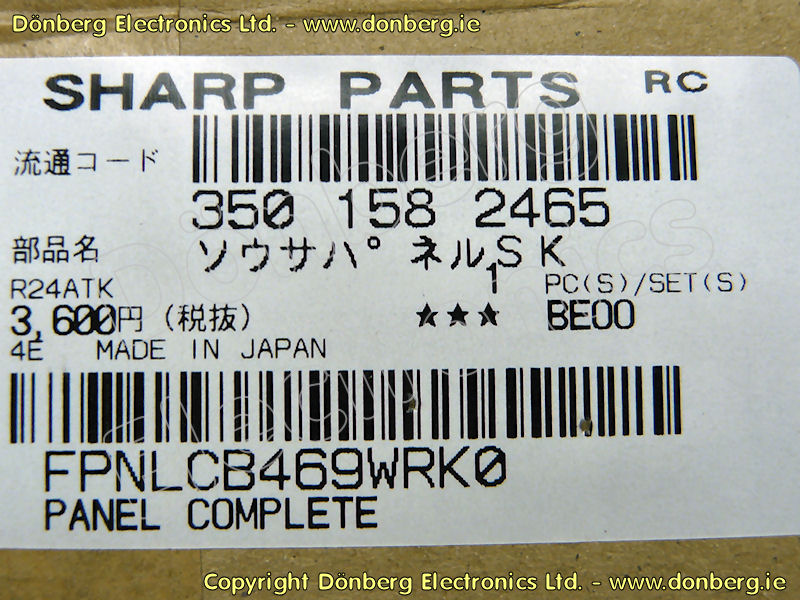 Dönberg Electronics Ltd. - www.donberg.ie
SHARP PARTS RC
流通コード
350 158 2465
部品名 ソウサパネルSK
R24ATK 1 PC(S)/SET(S)
3,600円 (税抜) ★★★ BE00
4E MADE IN JAPAN
FPNLCB469WRK0
PANEL COMPLETE
Copyright Dönberg Electronics Ltd. - www.donberg.ie